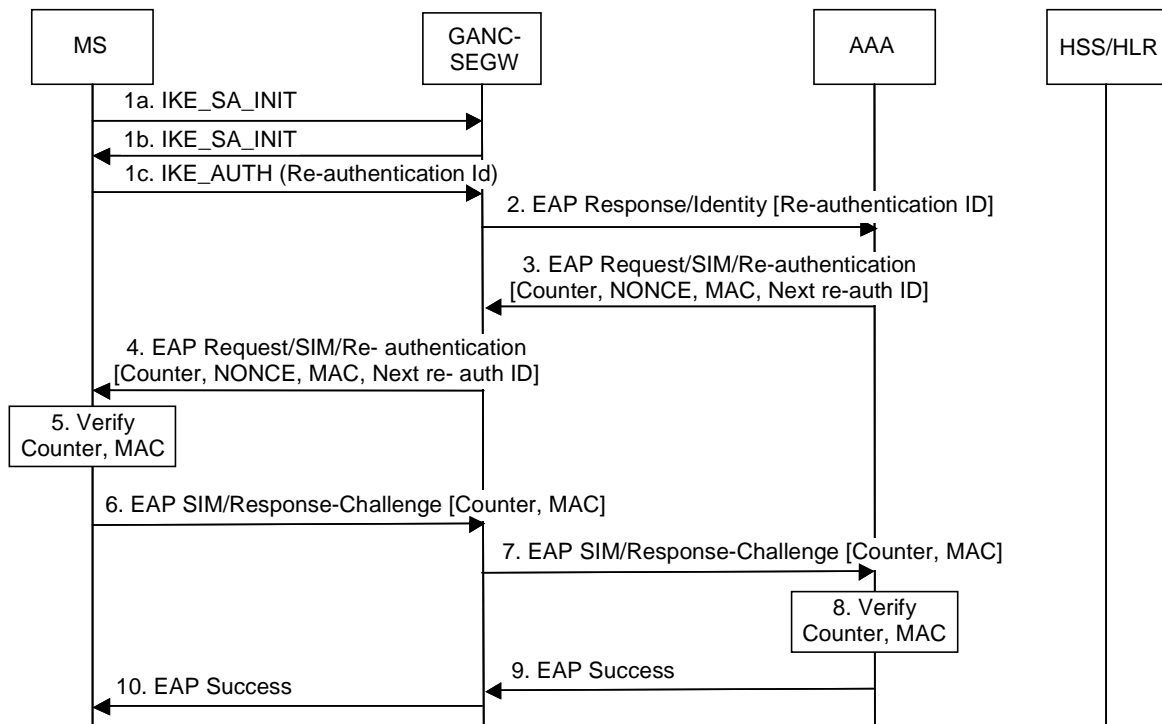 MS
GANC-
SEGW
AAA
HSS/HLR
1a. IKE_SA_INIT
1b. IKE_SA_INIT
1c. IKE_AUTH (Re-authentication Id)
2. EAP Response/Identity [Re-authentication ID]
3. EAP Request/SIM/Re-authentication
[Counter, NONCE, MAC, Next re-auth ID]
4. EAP Request/SIM/Re- authentication
[Counter, NONCE, MAC, Next re- auth ID]
5. Verify
Counter, MAC
6. EAP SIM/Response-Challenge [Counter, MAC]
7. EAP SIM/Response-Challenge [Counter, MAC]
8. Verify
Counter, MAC
9. EAP Success
10. EAP Success